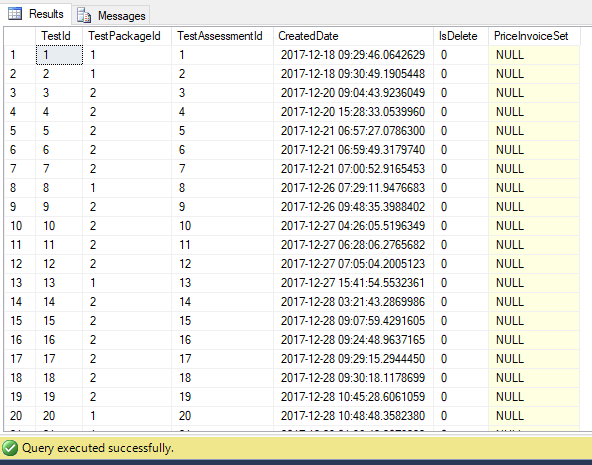 Results Messages
TestId TestPackageId TestAssessmentId CreatedDate IsDelete PriceInvoiceSet
1 1 1 1 2017-12-18 09:29:46.0642629 0 NULL
2 2 1 2 2017-12-18 09:30:49.1905448 0 NULL
3 3 2 3 2017-12-20 09:04:43.9236049 0 NULL
4 4 2 4 2017-12-20 15:28:33.0539960 0 NULL
5 5 2 5 2017-12-21 06:57:27.0786300 0 NULL
6 6 2 6 2017-12-21 06:59:49.3179740 0 NULL
7 7 2 7 2017-12-21 07:00:52.9165453 0 NULL
8 8 1 8 2017-12-26 07:29:11.9476683 0 NULL
9 9 2 9 2017-12-26 09:48:35.3988402 0 NULL
10 10 2 10 2017-12-27 04:26:05.5196349 0 NULL
11 11 2 11 2017-12-27 06:28:06.2765682 0 NULL
12 12 2 12 2017-12-27 07:05:04.2005123 0 NULL
13 13 1 13 2017-12-27 15:41:54.5532361 0 NULL
14 14 2 14 2017-12-28 03:21:43.2869986 0 NULL
15 15 2 15 2017-12-28 09:07:59.4291605 0 NULL
16 16 2 16 2017-12-28 09:24:48.9637165 0 NULL
17 17 2 17 2017-12-28 09:29:15.2944450 0 NULL
18 18 2 18 2017-12-28 09:30:18.1178699 0 NULL
19 19 2 19 2017-12-28 10:45:28.6061059 0 NULL
20 20 1 20 2017-12-28 10:48:48.3582380 0 NULL
Query executed successfully.